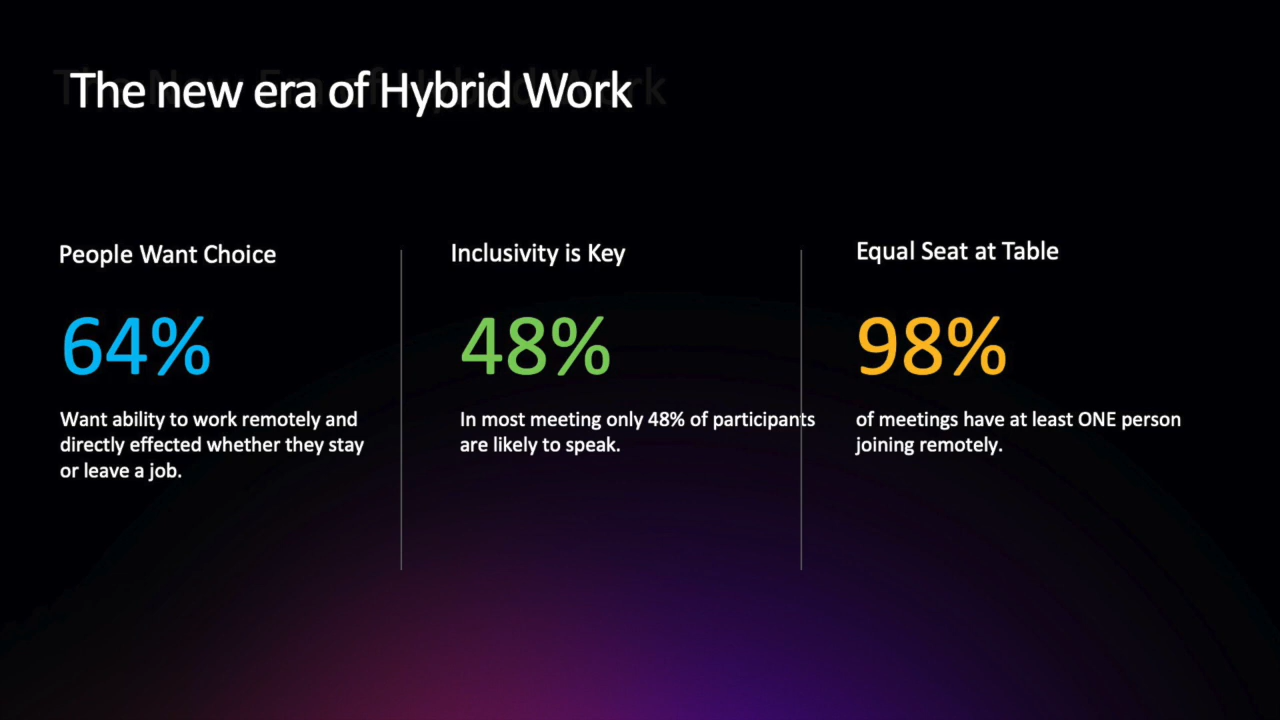 The new era of Hybrid Work
People Want Choice
64%
Want ability to work remotely and
directly effected whether they stay
or leave a job.
Inclusivity is Key
48%
In most meeting only 48% of participants
are likely to speak.
Equal Seat at Table
98%
of meetings have at least ONE person
joining remotely.